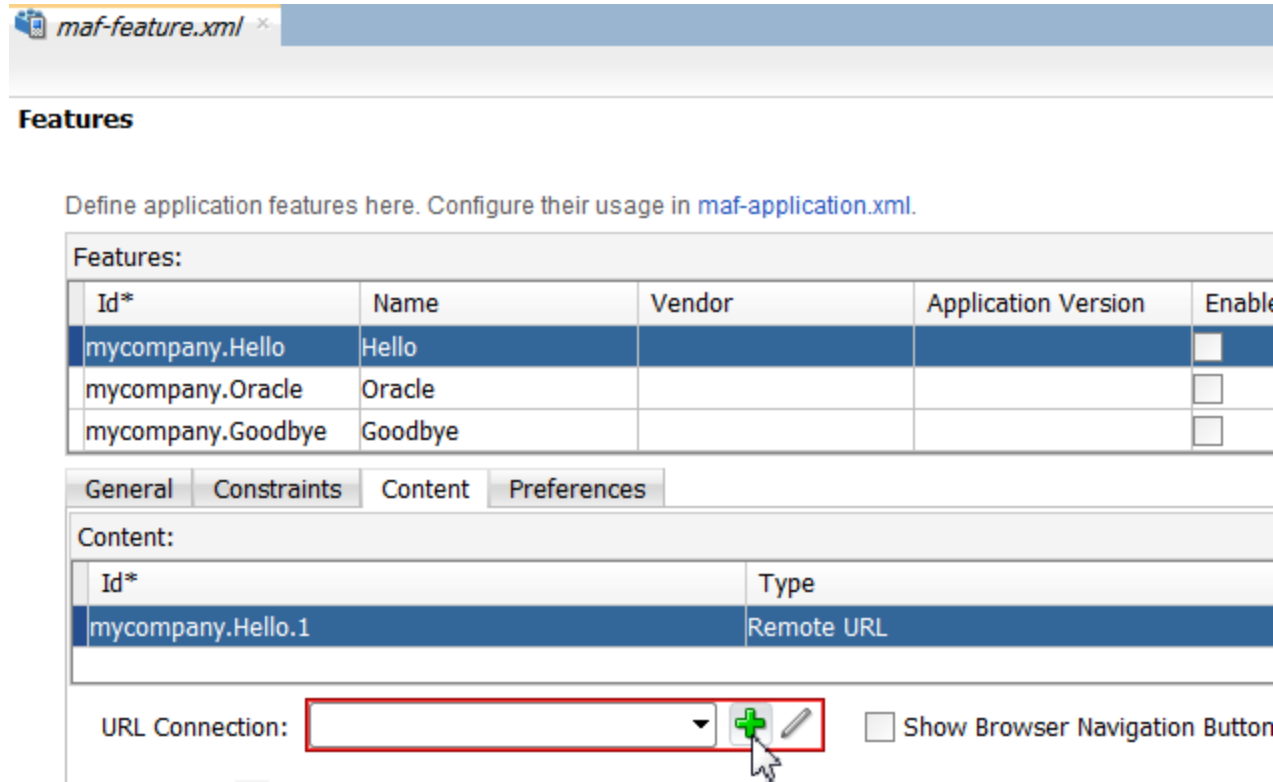 maf-feature.xml
Features
Define application features here. Configure their usage in maf-application.xml.
Features:
Id* Name Vendor Application Version Enable
mycompany.Hello Hello
mycompany.Oracle Oracle
mycompany.Goodbye Goodbye
General Constraints Content Preferences
Content:
Id* Type
mycompany.Hello.1 Remote URL
URL Connection: Show Browser Navigation Button